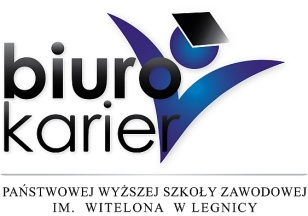 biuro
karier
PAŃSTWOWEJ WYŻSZEJ SZKOŁY ZAWODOWEJ
IM. WITELONA W LEGNICY